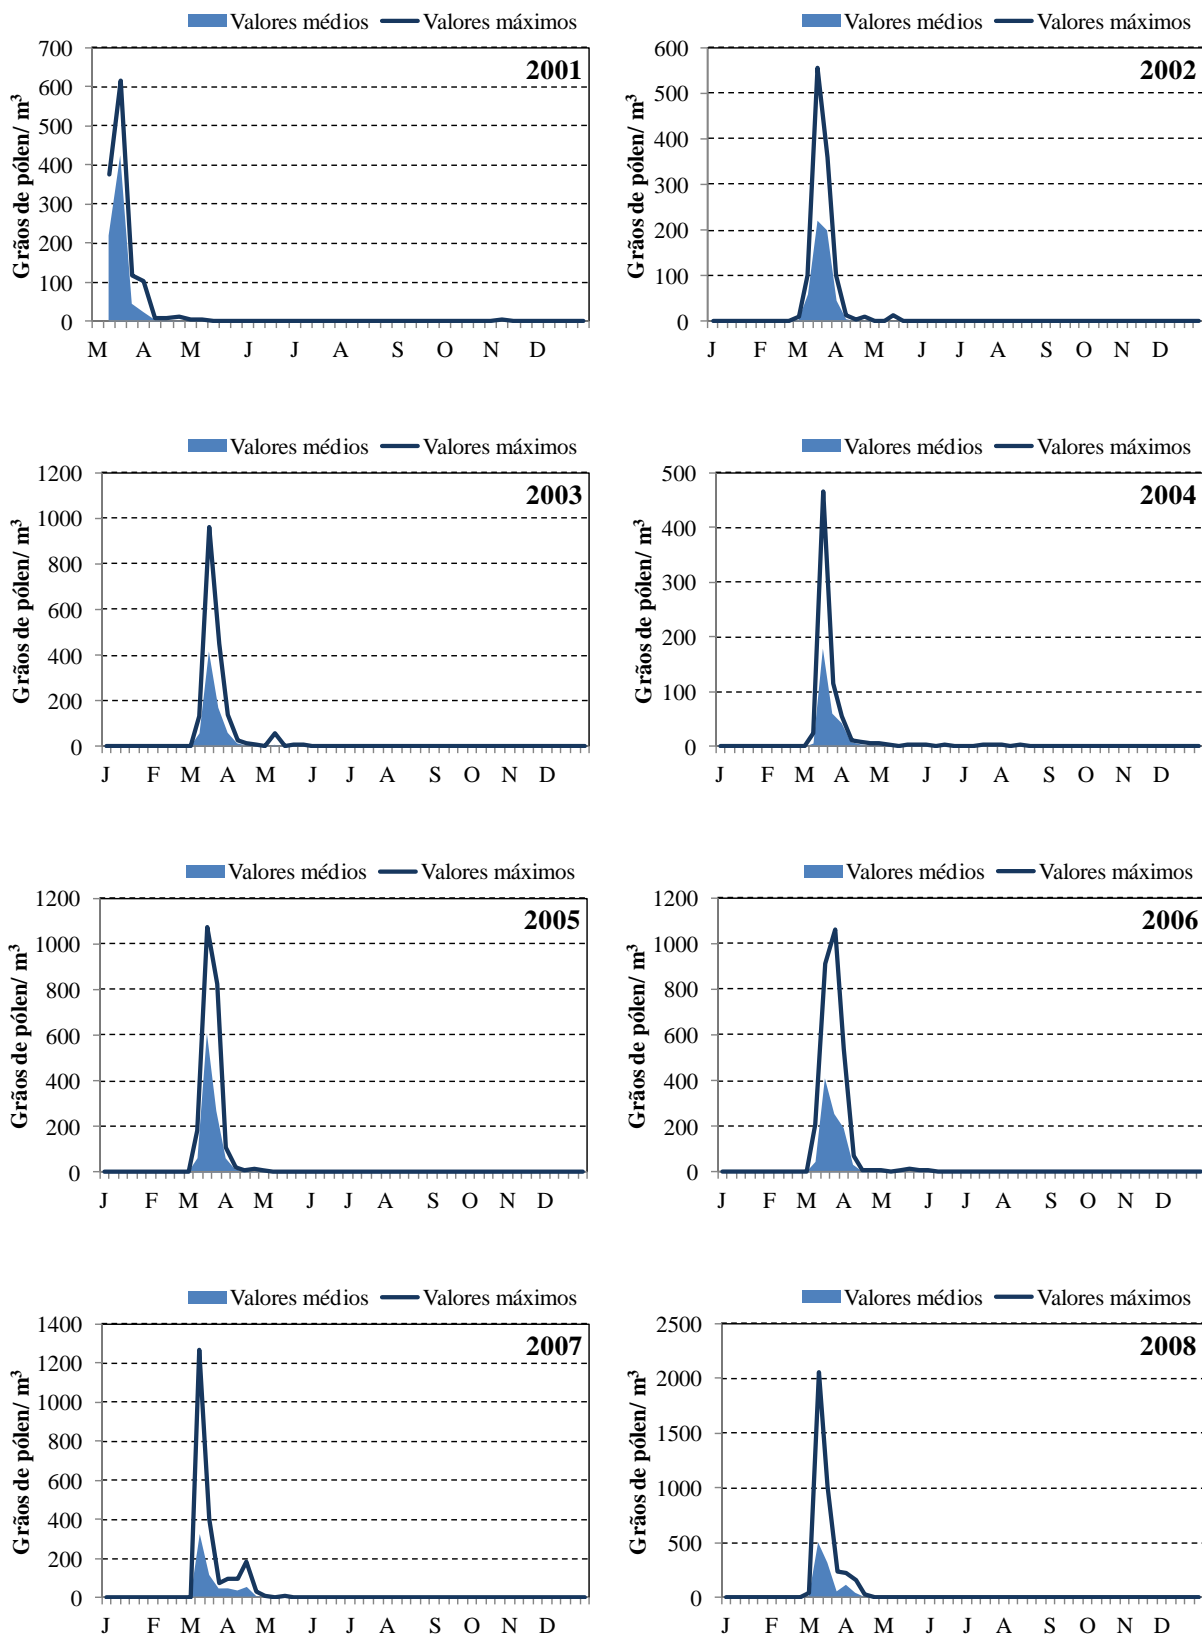 Valores médios Valores máximos
Valores médios Valores máximos
2001
Grãos de pólen/ m³
700
600
500
400
300
200
100
0
M A M J J A S O N D
2002
Grãos de pólen/ m³
600
500
400
300
200
100
0
J F M A M J J A S O N D
Valores médios Valores máximos
Valores médios Valores máximos
2003
Grãos de pólen/ m³
1200
1000
800
600
400
200
0
J F M A M J J A S O N D
2004
Grãos de pólen/ m³
500
400
300
200
100
0
J F M A M J J A S O N D
Valores médios Valores máximos
Valores médios Valores máximos
2005
Grãos de pólen/ m³
1200
1000
800
600
400
200
0
J F M A M J J A S O N D
2006
Grãos de pólen/ m³
1200
1000
800
600
400
200
0
J F M A M J J A S O N D
Valores médios Valores máximos
Valores médios Valores máximos
2007
Grãos de pólen/ m³
1400
1200
1000
800
600
400
200
0
J F M A M J J A S O N D
2008
Grãos de pólen/ m³
2500
2000
1500
1000
500
0
J F M A M J J A S O N D